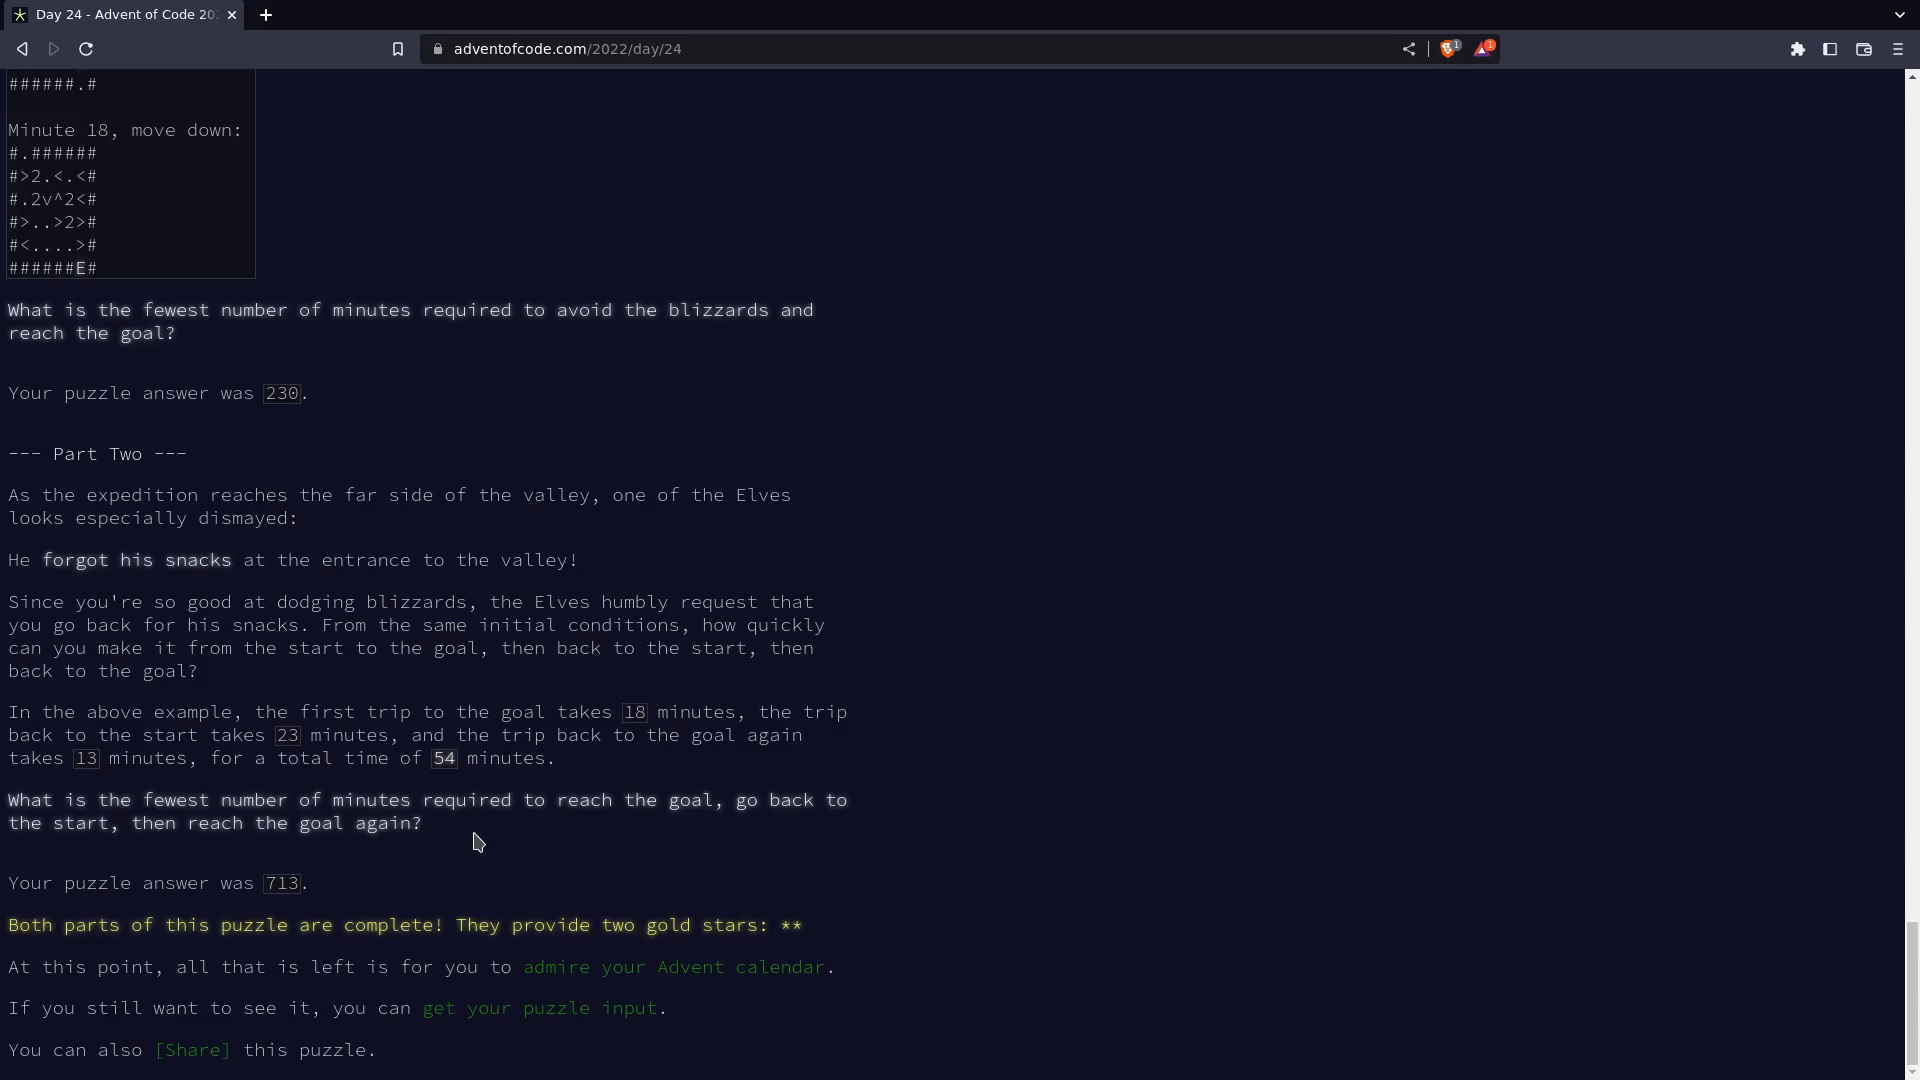 Day 24 - Advent of Code 20
adventofcode.com/2022/day/24
1
1
######.#
Minute 18, move down:
#.######
#>2.<.<#
#.2v^2<#
#>..>2>#
#<....>#
######E#
What is the fewest number of minutes required to avoid the blizzards and
reach the goal?
Your puzzle answer was 230.
--- Part Two ---
As the expedition reaches the far side of the valley, one of the Elves
looks especially dismayed:
He forgot his snacks at the entrance to the valley!
Since you're so good at dodging blizzards, the Elves humbly request that
you go back for his snacks. From the same initial conditions, how quickly
can you make it from the start to the goal, then back to the start, then
back to the goal?
In the above example, the first trip to the goal takes 18 minutes, the trip
back to the start takes 23 minutes, and the trip back to the goal again
takes 13 minutes, for a total time of 54 minutes.
What is the fewest number of minutes required to reach the goal, go back to
the start, then reach the goal again?
Your puzzle answer was 713.
Both parts of this puzzle are complete! They provide two gold stars: **
At this point, all that is left is for you to admire your Advent calendar.
If you still want to see it, you can get your puzzle input.
You can also [Share] this puzzle.